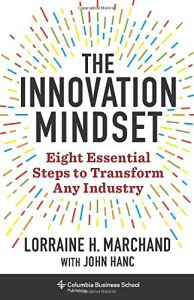 THE
INNOVATION
MINDSET
Eight Essential
Steps to Transform
Any Industry
LORRAINE H. MARCHAND
WITH JOHN HANC
Columbia Business School
Publishing